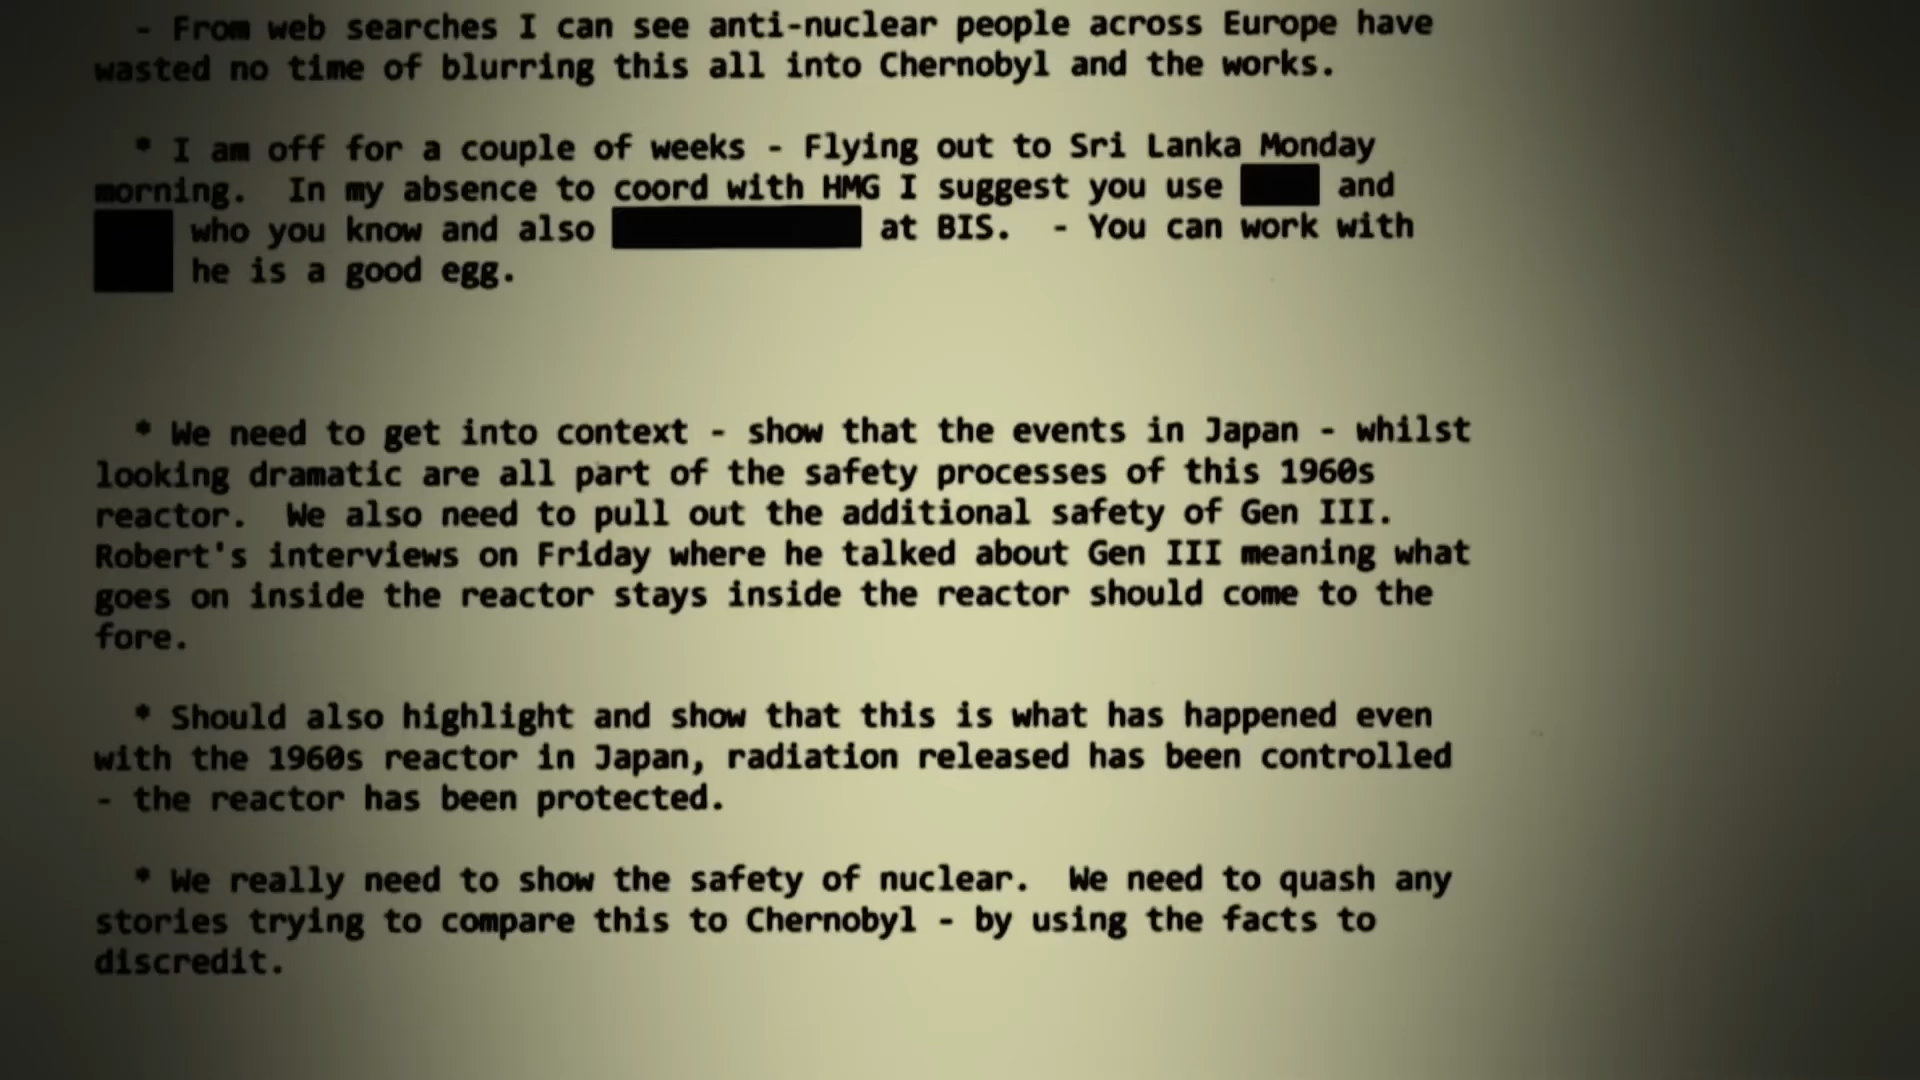 - From web searches I can see anti-nuclear people across Europe have
wasted no time of blurring this all into Chernobyl and the works.
* I am off for a couple of weeks - Flying out to Sri Lanka Monday
morning. In my absence to coord with HMG I suggest you use and
who you know and also at BIS. - You can work with
he is a good egg.
* We need to get into context - show that the events in Japan - whilst
looking dramatic are all part of the safety processes of this 1960s
reactor. We also need to pull out the additional safety of Gen III.
Robert's interviews on Friday where he talked about Gen III meaning what
goes on inside the reactor stays inside the reactor should come to the
fore.
* Should also highlight and show that this is what has happened even
with the 1960s reactor in Japan, radiation released has been controlled
- the reactor has been protected.
* We really need to show the safety of nuclear. We need to quash any
stories trying to compare this to Chernobyl - by using the facts to
discredit.